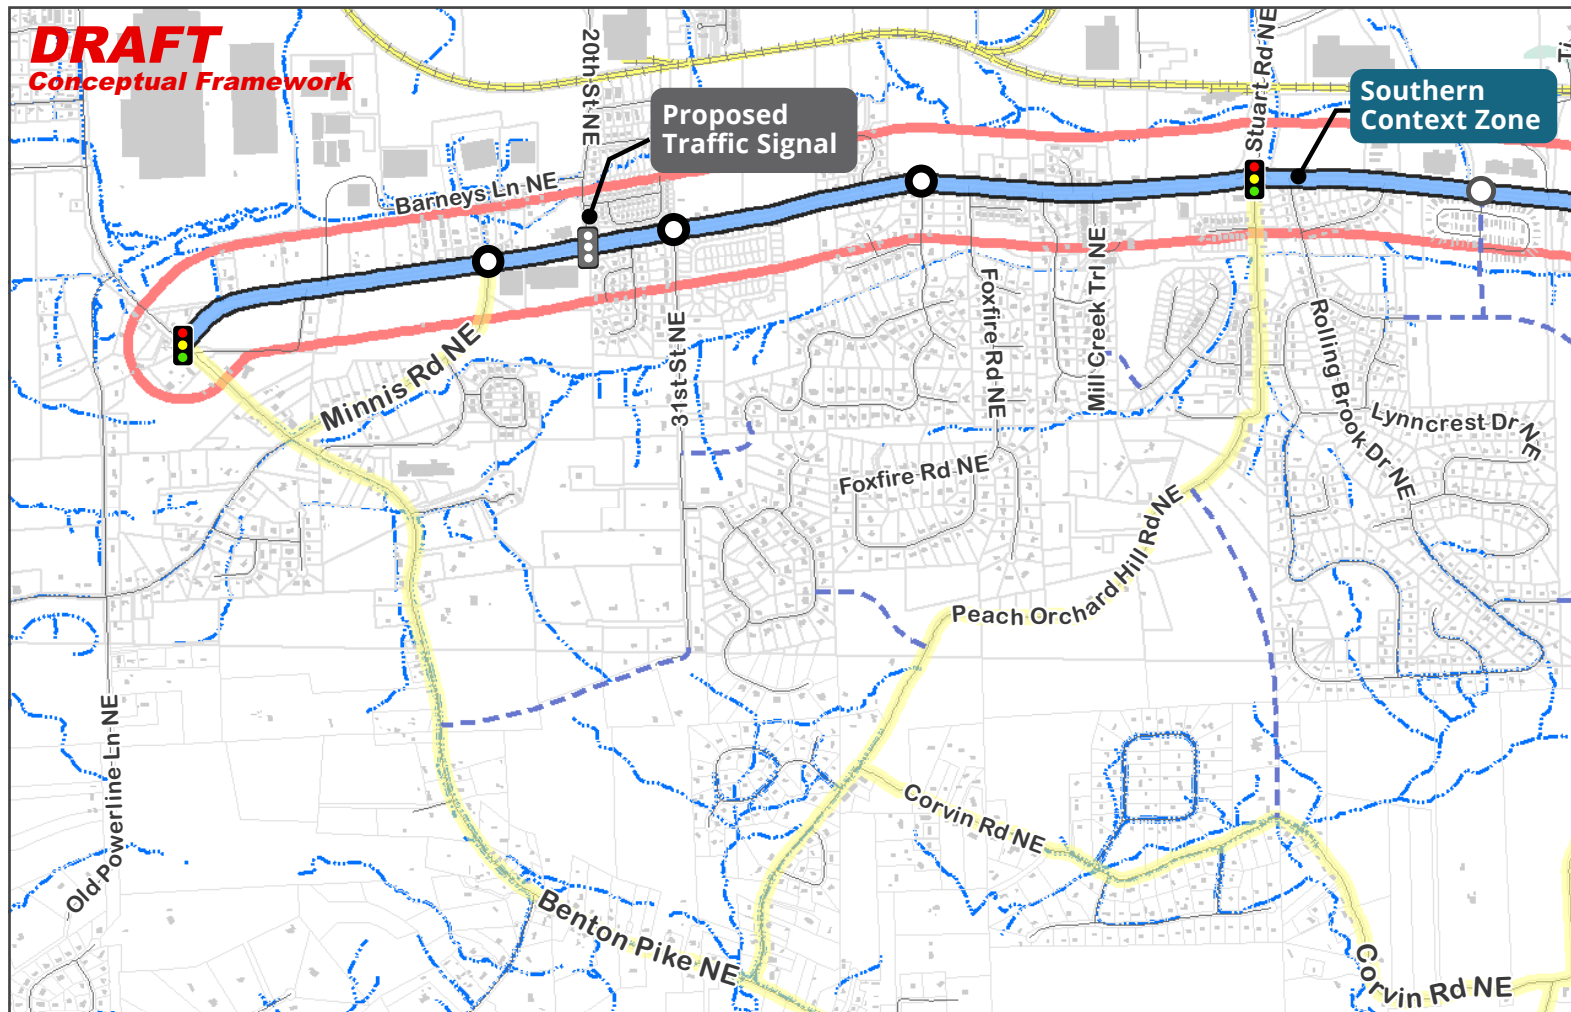 DRAFT
Conceptual Framework
20th St NE
Proposed
Traffic Signal
Stuart Rd NE
Southern
Context Zone
Ti
Barneys Ln NE
Minnis Rd NE
31st St NE
Foxfire Rd NE
Mill Creek Trl NE
Rolling Brook Dr NE
Lynncrest Dr NE
Foxfire Rd NE
Peach Orchard Hill Rd NE
Old Powerline Ln NE
Corvin Rd NE
Benton Pike NE
Corvin Rd NE